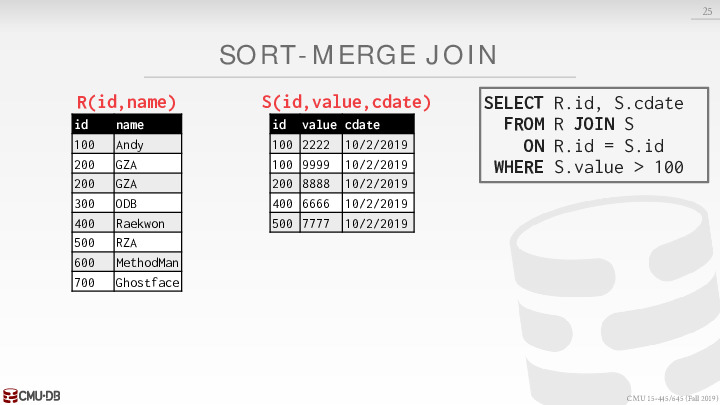 25
SORT-MERGE JOIN
R(id,name)
id name
100 Andy
200 GZA
200 GZA
300 ODB
400 Raekwon
500 RZA
600 MethodMan
700 Ghostface
S(id,value,cdate)
id value cdate
100 2222 10/2/2019
100 9999 10/2/2019
200 8888 10/2/2019
400 6666 10/2/2019
500 7777 10/2/2019
SELECT R.id, S.cdate
FROM R JOIN S
ON R.id = S.id
WHERE S.value > 100
CMU·DB
CMU 15-445/645 (Fall 2019)